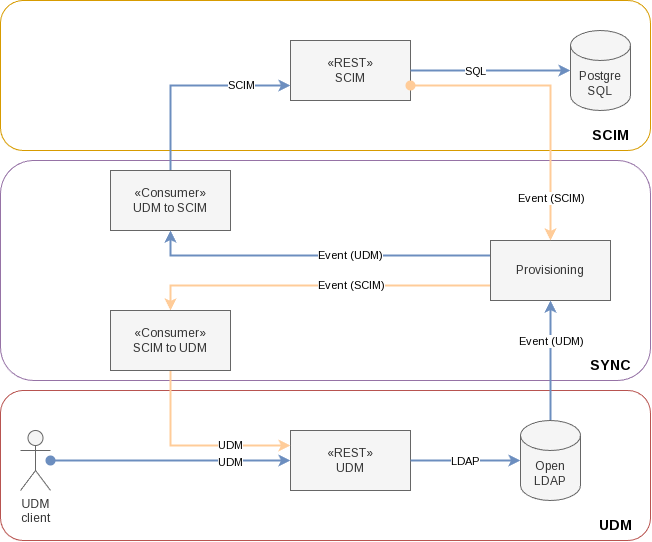 «REST»
SCIM
SQL
Postgre
SQL
SCIM
SCIM
«Consumer»
UDM to SCIM
Event (SCIM)
Event (UDM)
Provisioning
Event (SCIM)
«Consumer»
SCIM to UDM
Event (UDM)
SYNC
UDM
UDM
«REST»
UDM
LDAP
Open
LDAP
UDM
client
UDM